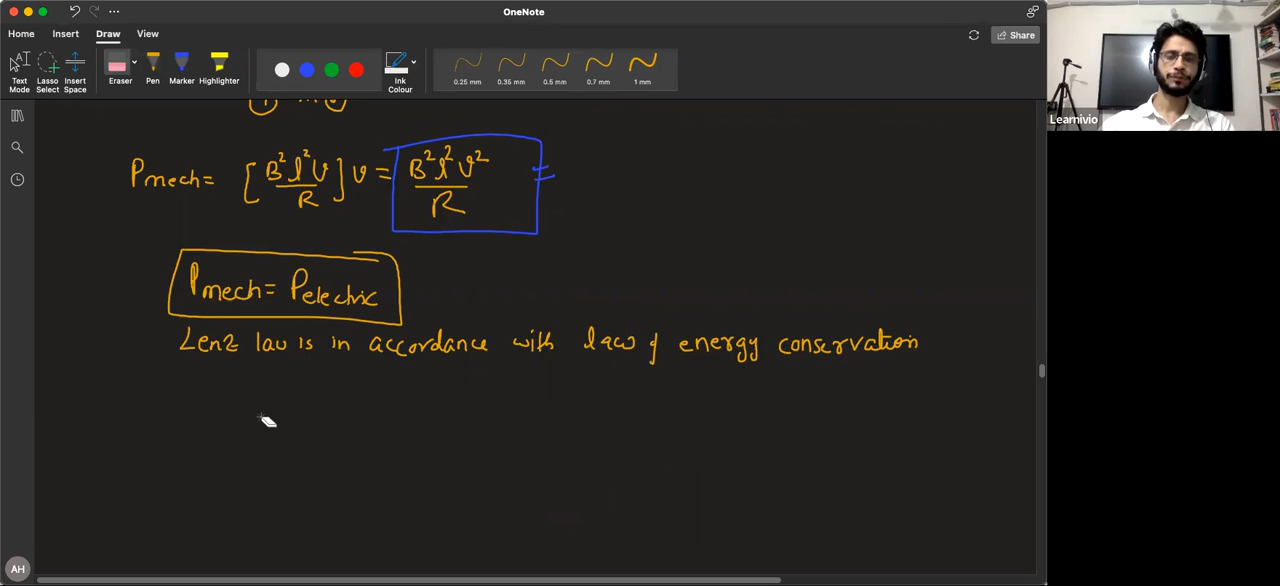 OneNote
Home Insert Draw View
Share
Text Mode
Lasso Select
Insert Space
Eraser
Pen
Marker
Highlighter
Ink Colour
0.25 mm
0.35 mm
0.5 mm
0.7 mm
1 mm
Learnivio
Pmech= [B²l²V/R] v = B²l²v²/R =
Pmech= Pelectric
Lenz law is in accordance with law of energy conservation
AH